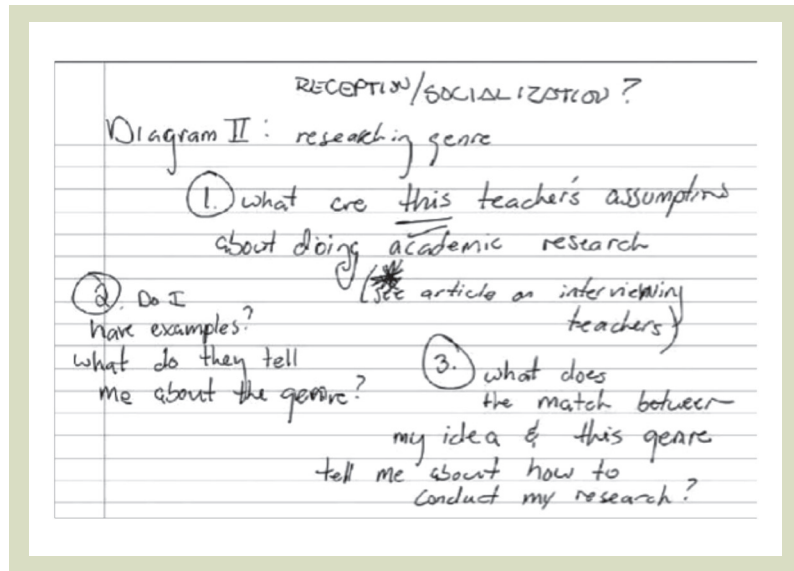 RECEPTION/SOCIALIZATION?
Diagram II: researching genre
1. what are this teacher's assumptions
about doing academic research
(see article on interviewing
teachers)
2. Do I
have examples?
what do they tell
me about the genre?
3. what does
the match between
my idea & this genre
tell me about how to
conduct my research?